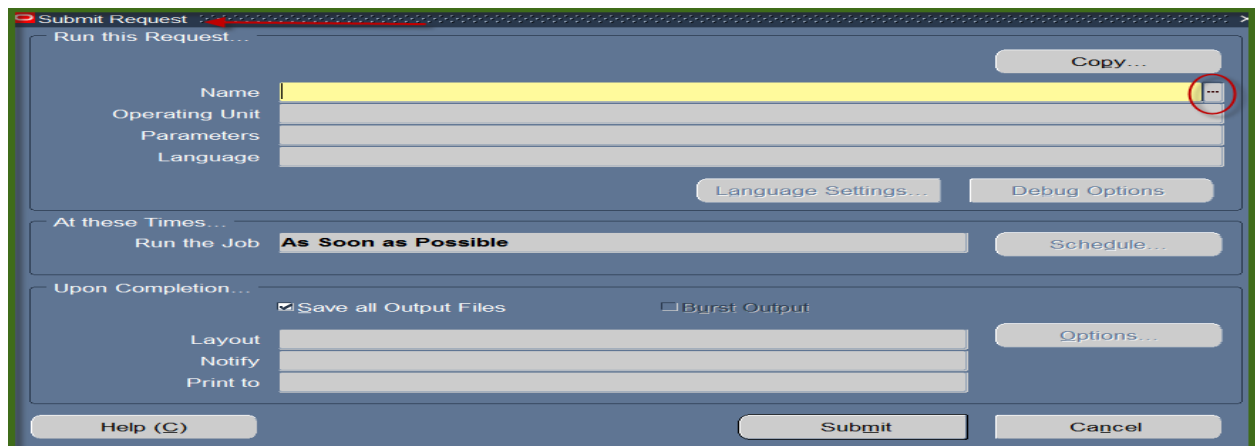 Submit Request
Run this Request...
Copy...
Name
...
Operating Unit
Parameters
Language
Language Settings...
Debug Options
At these Times...
Run the Job As Soon as Possible
Schedule...
Upon Completion...
Save all Output Files Burst Output
Layout
Options...
Notify
Print to
Help (C) Submit Cancel